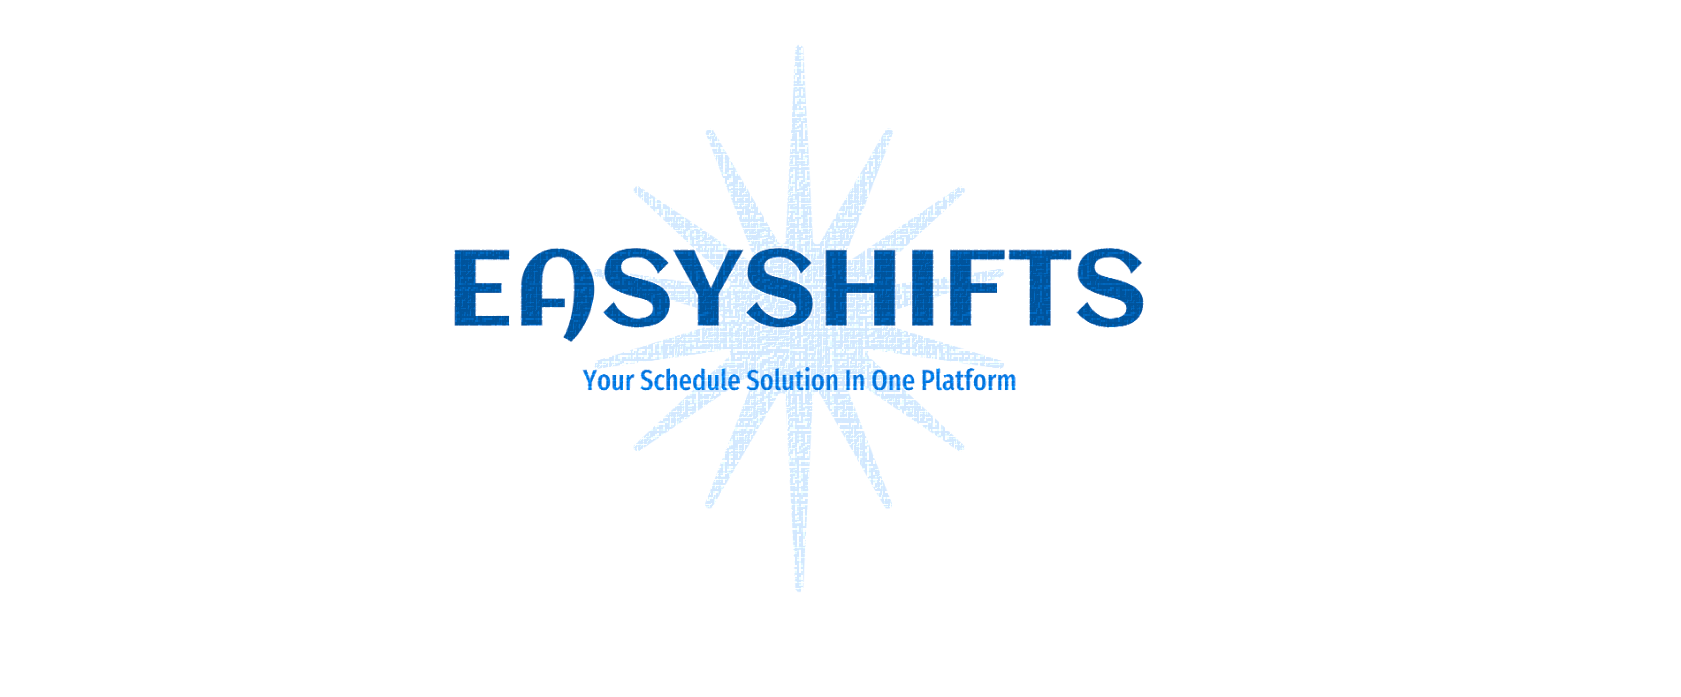 EASYSHIFTS
Your Schedule Solution In One Platform